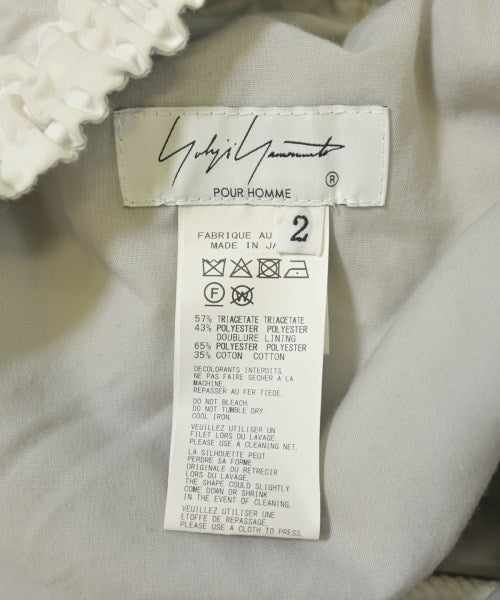 Yohji Yamamoto
®
POUR HOMME
2
FABRIQUE AU
MADE IN JA
F W
57% TRIACETATE TRIACETATE
43% POLYESTER POLYESTER
DOUBLURE LINING
65% POLYESTER POLYESTER
35% COTON COTTON
DECOLORANTS INTERDITS.
NE PAS FAIRE SECHER A LA
MACHINE.
REPASSER AU FER TIEDE.
DO NOT BLEACH.
DO NOT TUMBLE DRY.
COOL IRON.
VEUILLEZ UTILISER UN
FILET LORS DU LAVAGE.
PLEASE USE A CLEANING NET.
LA SILHOUETTE PEUT
PERDRE SA FORME
ORIGINALE OU RETRECIR
LORS DU LAVAGE.
THE SHAPE COULD SLIGHTLY
COME DOWN OR SHRINK
IN THE EVENT OF CLEANING.
VEUILLEZ UTILISER UNE
ETOFFE DE REPASSAGE.
PLEASE USE A CLOTH TO PRESS.